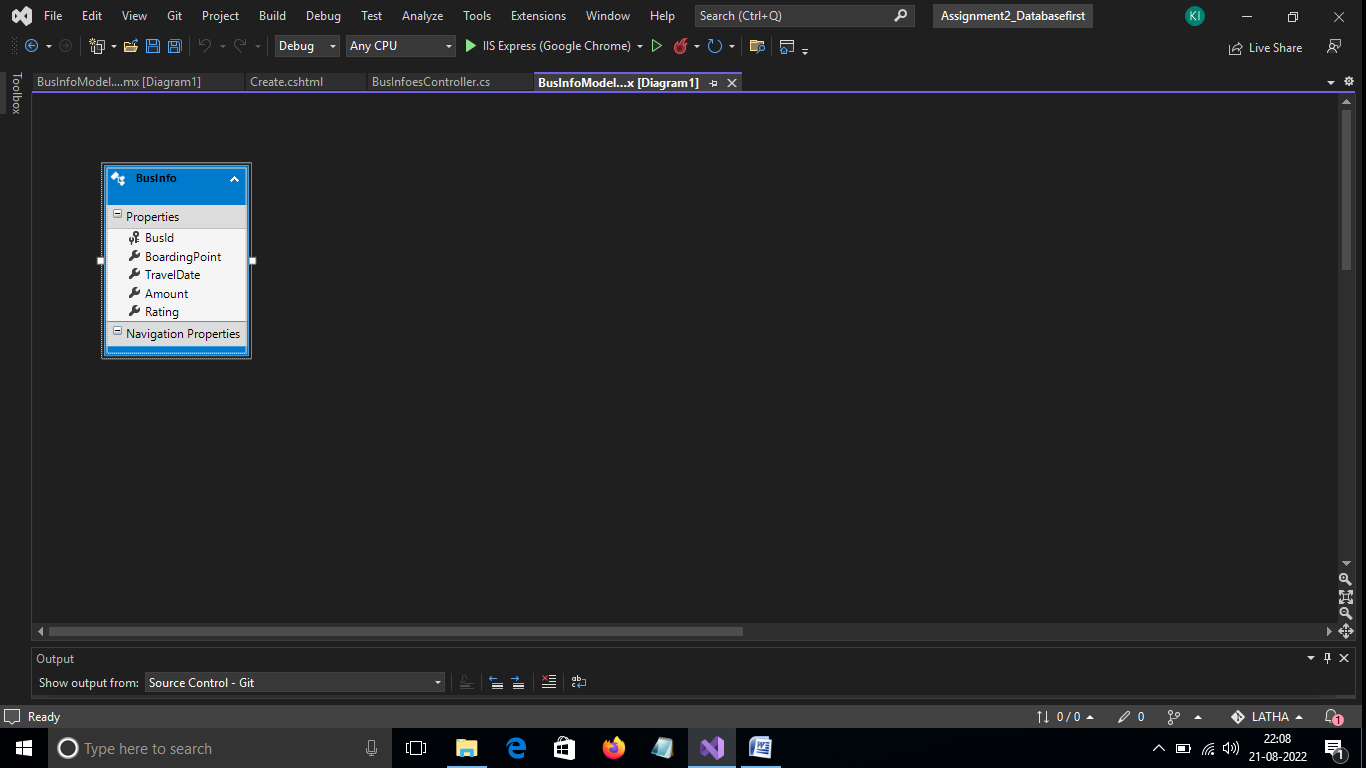 File Edit View Git Project Build Debug Test Analyze Tools Extensions Window Help Search (Ctrl+Q) Assignment2_Databasefirst KI
Debug Any CPU IIS Express (Google Chrome) Live Share
Toolbox
BusInfoModel....mx [Diagram1] Create.cshtml BusInfoesController.cs BusInfoModel...x [Diagram1]
BusInfo
Properties
BusId
BoardingPoint
TravelDate
Amount
Rating
Navigation Properties
Output
Show output from: Source Control - Git
Ready 0 / 0 0 LATHA 1
Type here to search
22:08
21-08-2022
1